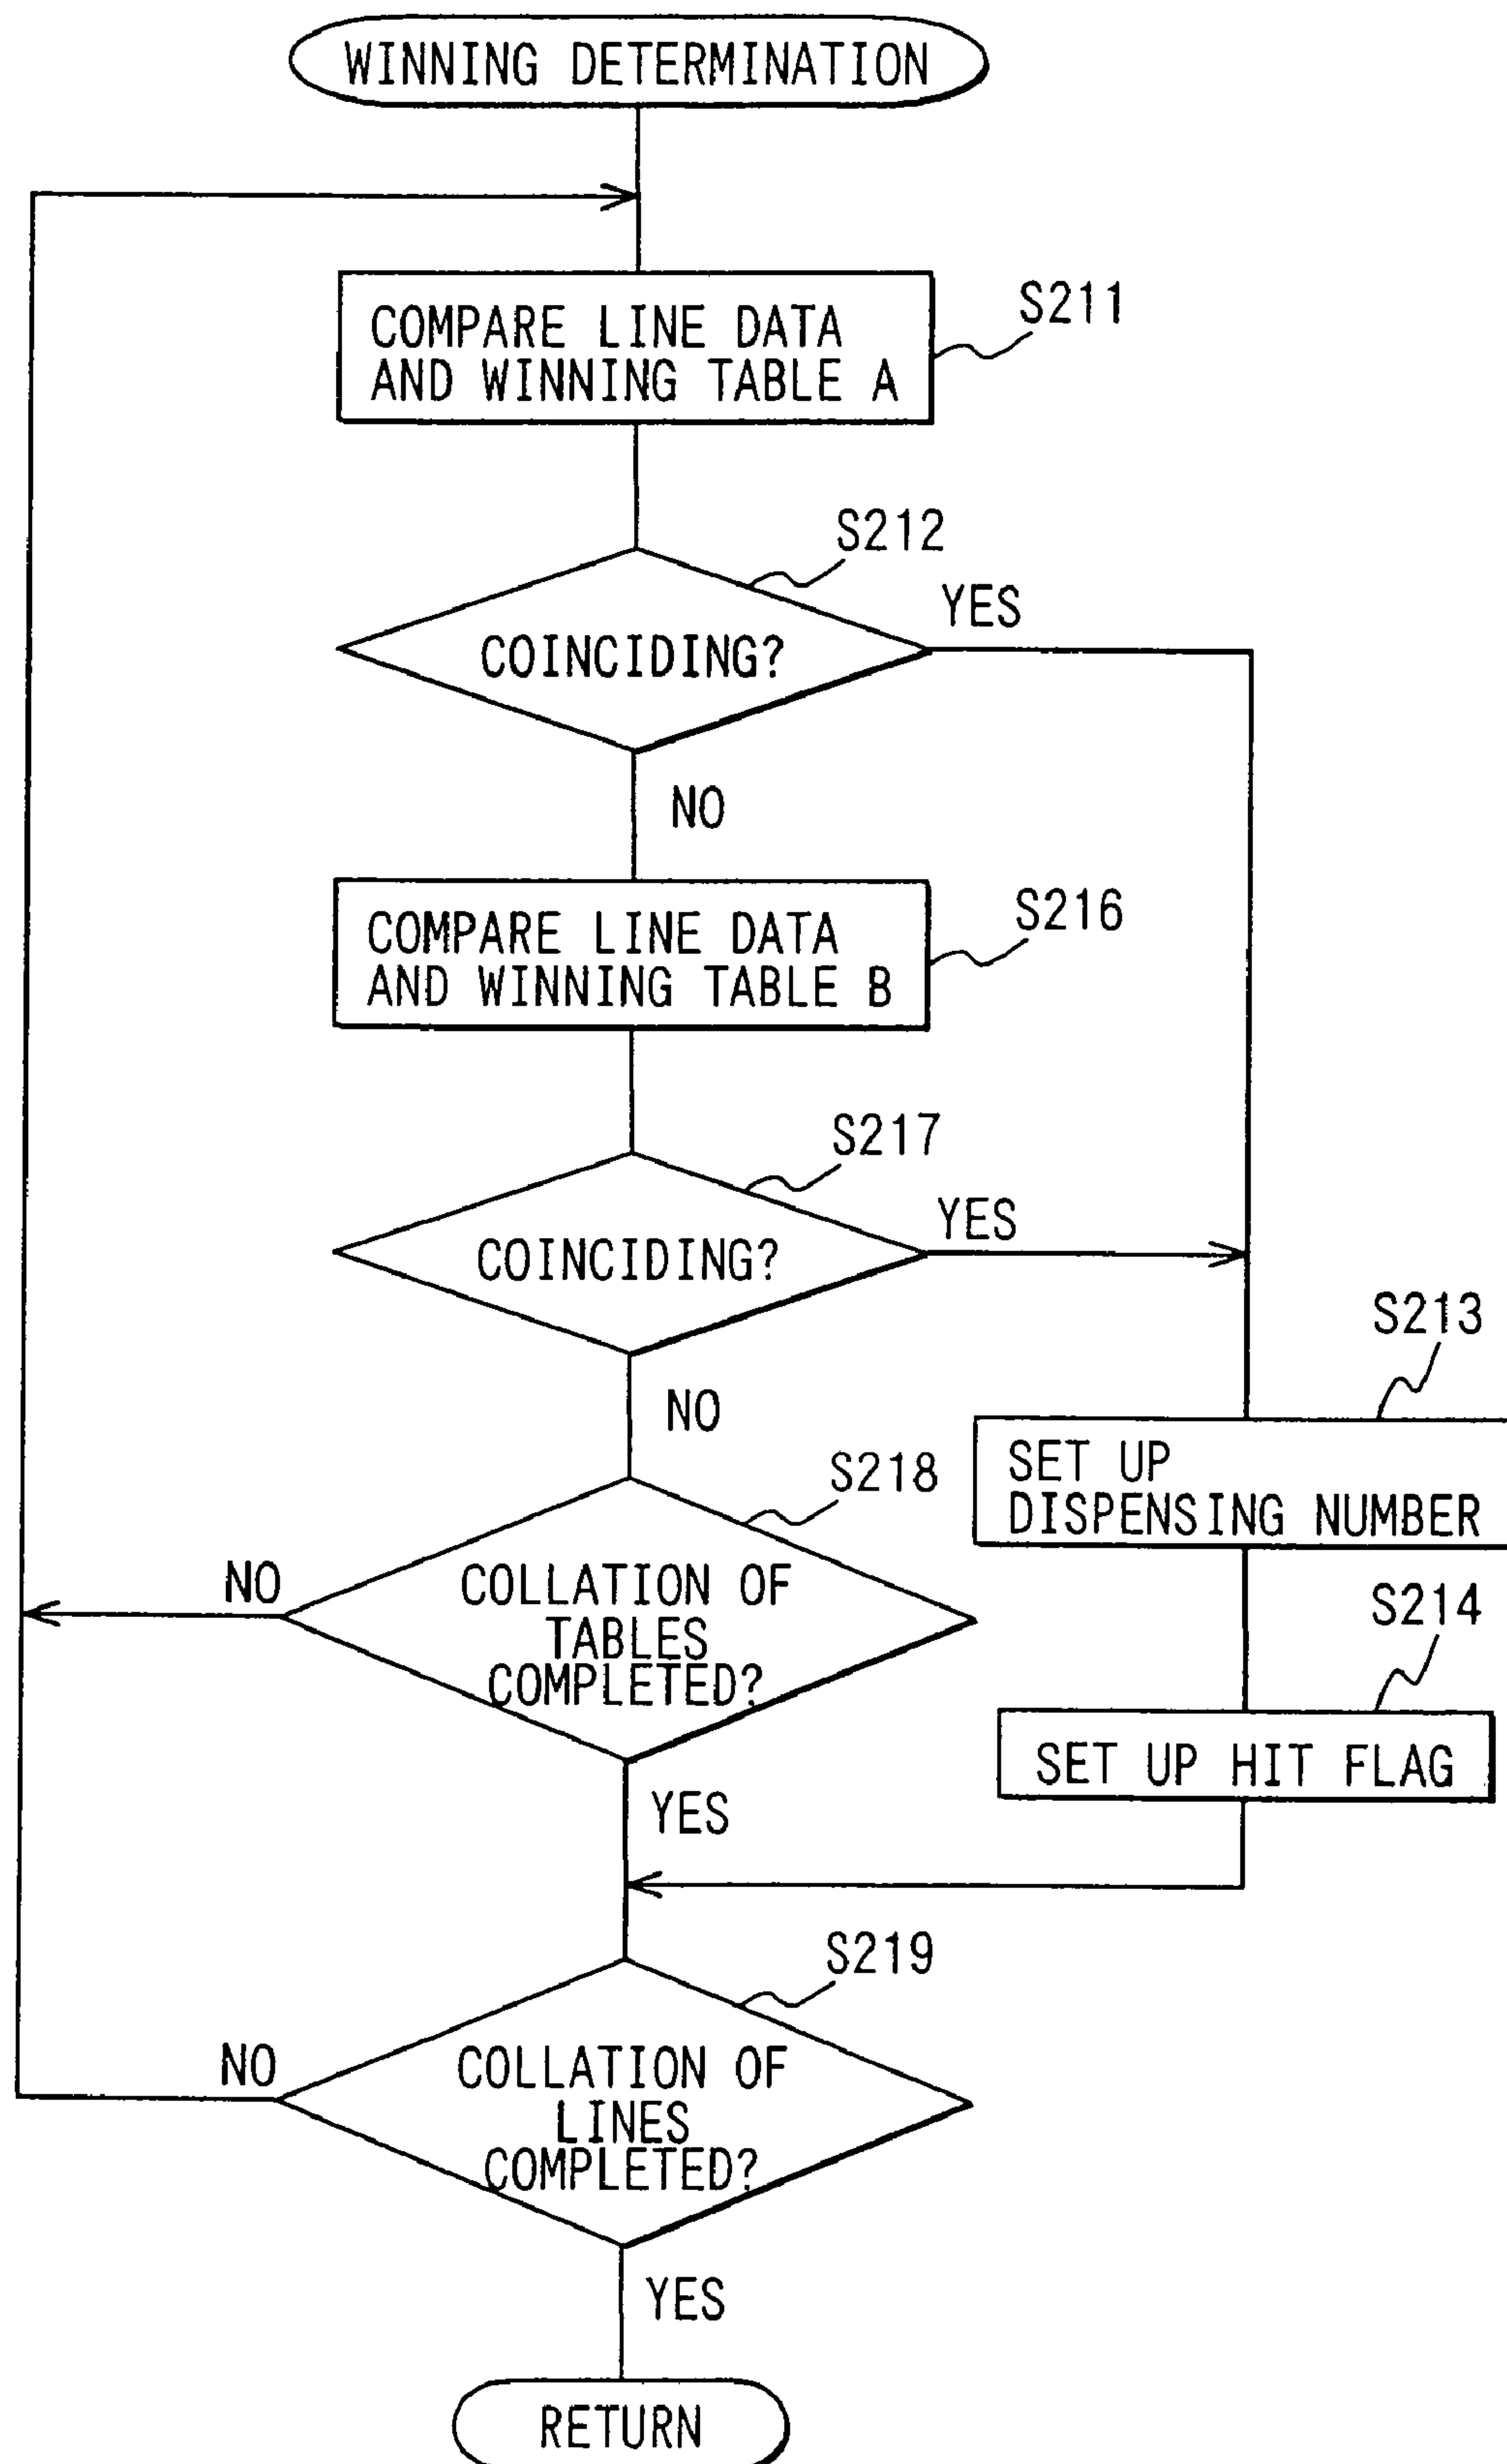 WINNING DETERMINATION
S211
COMPARE LINE DATA
AND WINNING TABLE A
S212
YES
COINCIDING?
NO
S216
COMPARE LINE DATA
AND WINNING TABLE B
S217
YES
COINCIDING?
NO
S213
SET UP
DISPENSING NUMBER
S218
NO
COLLATION OF
TABLES
COMPLETED?
S214
SET UP HIT FLAG
YES
S219
NO
COLLATION OF
LINES
COMPLETED?
YES
RETURN